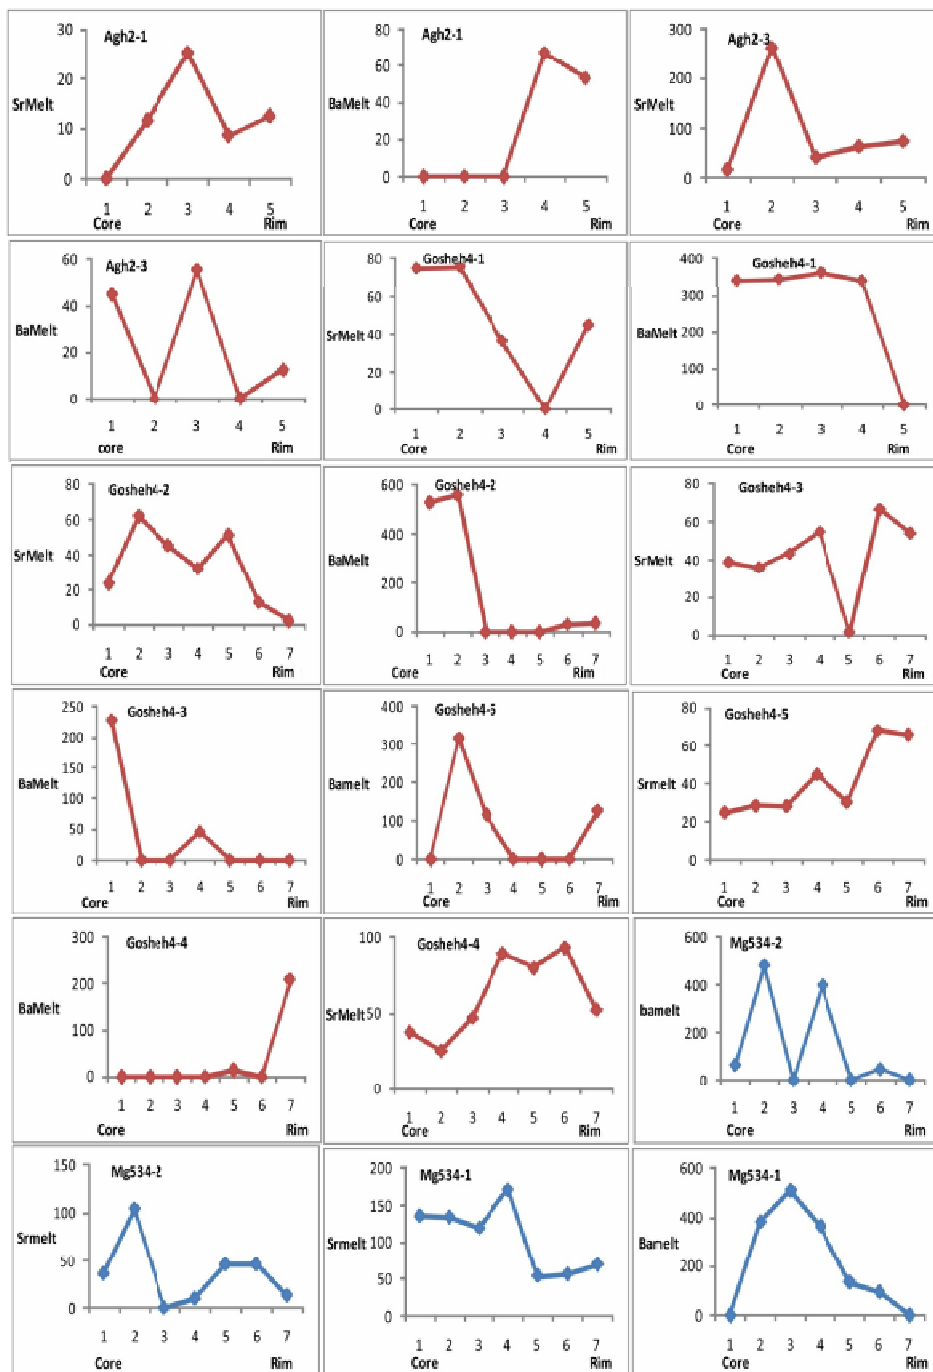 Agh2-1
SrMelt
30
20
10
0
1 2 3 4 5
Core Rim
Agh2-1
BaMelt
80
60
40
20
0
1 2 3 4 5
Core Rim
Agh2-3
SrMelt
300
200
100
0
1 2 3 4 5
Core Rim
Agh2-3
BaMelt
60
40
20
0
1 2 3 4 5
core Rim
Gosheh4-1
SrMelt
80
60
40
20
0
1 2 3 4 5
Core Rim
Gosheh4-1
BaMelt
400
300
200
100
0
1 2 3 4 5
Core Rim
Gosheh4-2
SrMelt
80
60
40
20
0
1 2 3 4 5 6 7
Core Rim
Gosheh4-2
BaMelt
600
400
200
0
1 2 3 4 5 6 7
Core Rim
Gosheh4-3
SrMelt
80
60
40
20
0
1 2 3 4 5 6 7
Core Rim
Gosheh4-3
BaMelt
250
200
150
100
50
0
1 2 3 4 5 6 7
Core Rim
Gosheh4-5
Bamelt
400
300
200
100
0
1 2 3 4 5 6 7
Core Rim
Gosheh4-5
Srmelt
80
60
40
20
0
1 2 3 4 5 6 7
Core Rim
Gosheh4-4
BaMelt
300
200
100
0
1 2 3 4 5 6 7
Core Rim
Gosheh4-4
SrMelt
100
50
0
1 2 3 4 5 6 7
Core Rim
Mg534-2
bamelt
600
400
200
0
1 2 3 4 5 6 7
Core Rim
Mg534-2
Srmelt
150
100
50
0
1 2 3 4 5 6 7
Core Rim
Mg534-1
Srmelt
200
150
100
50
0
1 2 3 4 5 6 7
Core Rim
Mg534-1
Bamelt
600
400
200
0
1 2 3 4 5 6 7
Core Rim